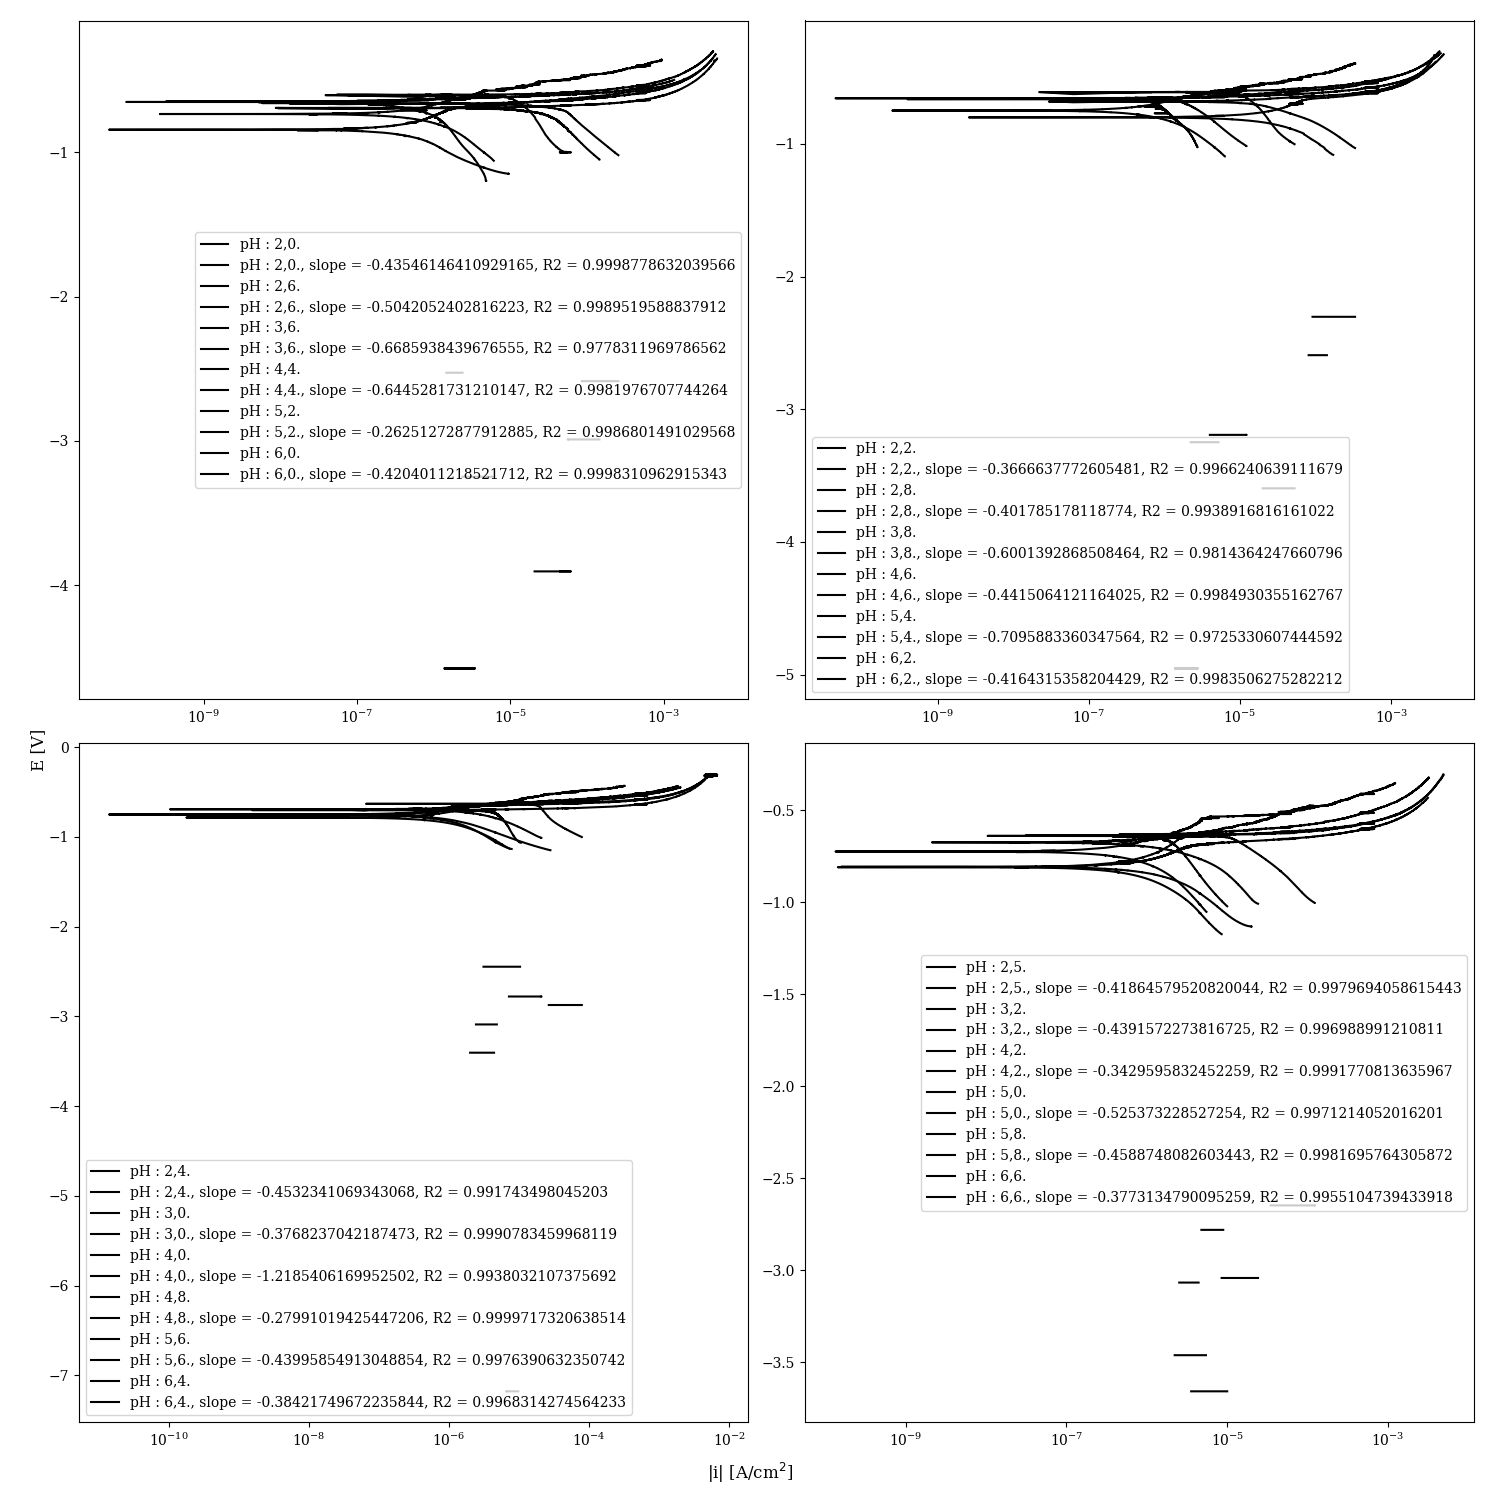 −1
−2
−3
−4
10⁻⁹ 10⁻⁷ 10⁻⁵ 10⁻³
pH : 2,0.
pH : 2,0., slope = -0.43546146410929165, R2 = 0.9998778632039566
pH : 2,6.
pH : 2,6., slope = -0.5042052402816223, R2 = 0.9989519588837912
pH : 3,6.
pH : 3,6., slope = -0.6685938439676555, R2 = 0.9778311969786562
pH : 4,4.
pH : 4,4., slope = -0.6445281731210147, R2 = 0.9981976707744264
pH : 5,2.
pH : 5,2., slope = -0.26251272877912885, R2 = 0.9986801491029568
pH : 6,0.
pH : 6,0., slope = -0.4204011218521712, R2 = 0.9998310962915343
−1
−2
−3
−4
−5
10⁻⁹ 10⁻⁷ 10⁻⁵ 10⁻³
pH : 2,2.
pH : 2,2., slope = -0.3666637772605481, R2 = 0.9966240639111679
pH : 2,8.
pH : 2,8., slope = -0.401785178118774, R2 = 0.9938916816161022
pH : 3,8.
pH : 3,8., slope = -0.6001392868508464, R2 = 0.9814364247660796
pH : 4,6.
pH : 4,6., slope = -0.4415064121164025, R2 = 0.9984930355162767
pH : 5,4.
pH : 5,4., slope = -0.7095883360347564, R2 = 0.9725330607444592
pH : 6,2.
pH : 6,2., slope = -0.4164315358204429, R2 = 0.9983506275282212
E [V]
0
−1
−2
−3
−4
−5
−6
−7
10⁻¹⁰ 10⁻⁸ 10⁻⁶ 10⁻⁴ 10⁻²
pH : 2,4.
pH : 2,4., slope = -0.4532341069343068, R2 = 0.991743498045203
pH : 3,0.
pH : 3,0., slope = -0.3768237042187473, R2 = 0.9990783459968119
pH : 4,0.
pH : 4,0., slope = -1.2185406169952502, R2 = 0.9938032107375692
pH : 4,8.
pH : 4,8., slope = -0.27991019425447206, R2 = 0.9999717320638514
pH : 5,6.
pH : 5,6., slope = -0.43995854913048854, R2 = 0.9976390632350742
pH : 6,4.
pH : 6,4., slope = -0.38421749672235844, R2 = 0.9968314274564233
−0.5
−1.0
−1.5
−2.0
−2.5
−3.0
−3.5
10⁻⁹ 10⁻⁷ 10⁻⁵ 10⁻³
pH : 2,5.
pH : 2,5., slope = -0.41864579520820044, R2 = 0.9979694058615443
pH : 3,2.
pH : 3,2., slope = -0.4391572273816725, R2 = 0.996988991210811
pH : 4,2.
pH : 4,2., slope = -0.3429595832452259, R2 = 0.9991770813635967
pH : 5,0.
pH : 5,0., slope = -0.525373228527254, R2 = 0.9971214052016201
pH : 5,8.
pH : 5,8., slope = -0.4588748082603443, R2 = 0.9981695764305872
pH : 6,6.
pH : 6,6., slope = -0.3773134790095259, R2 = 0.9955104739433918
|i| [A/cm²]